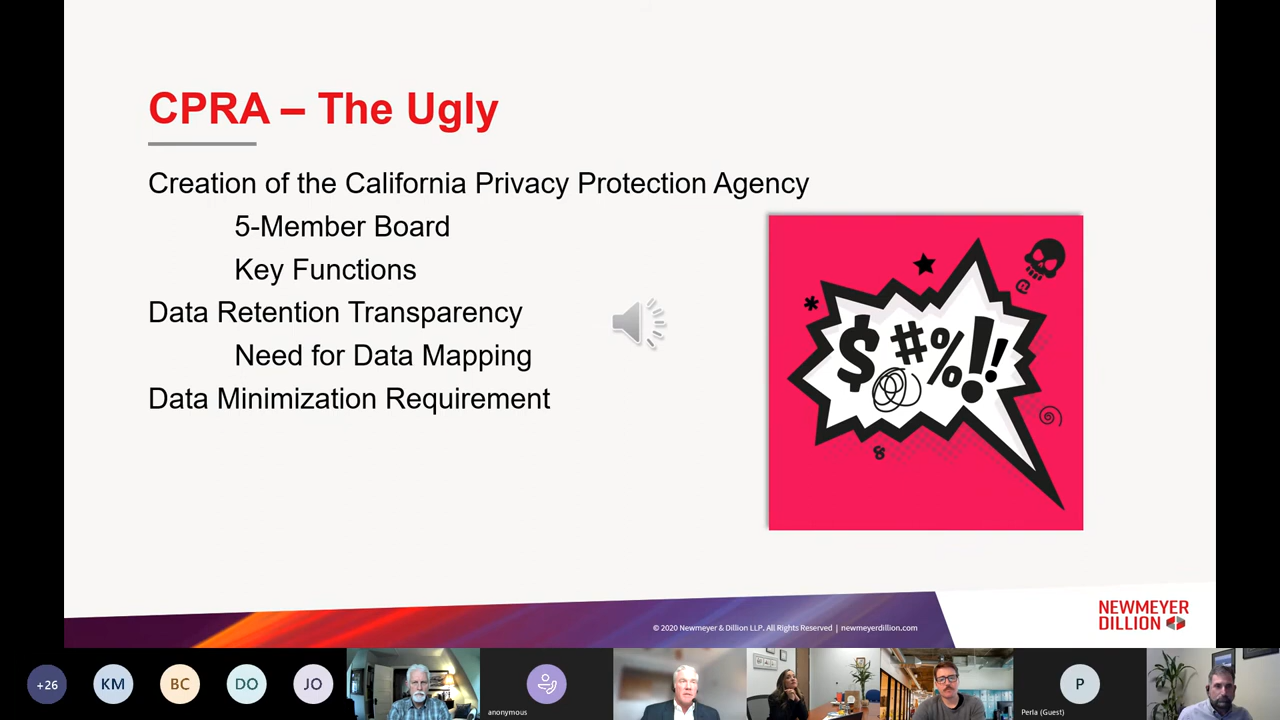 CPRA – The Ugly
Creation of the California Privacy Protection Agency
5-Member Board
Key Functions
Data Retention Transparency
Need for Data Mapping
Data Minimization Requirement
@
*
$#%!!
8
© 2020 Newmeyer & Dillion LLP. All Rights Reserved | newmeyerdillion.com
NEWMEYER
DILLION
+26
KM
BC
DO
JO
anonymous
P
Perla (Guest)